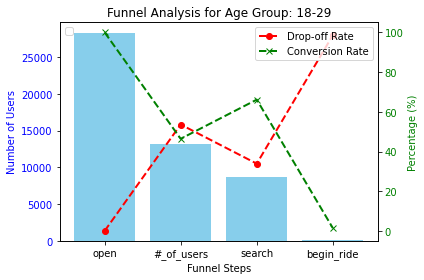 Funnel Analysis for Age Group: 18-29
Drop-off Rate
Conversion Rate
Number of Users
25000
20000
15000
10000
5000
0
100
80
60
40
20
0
Percentage (%)
open
#_of_users
search
begin_ride
Funnel Steps